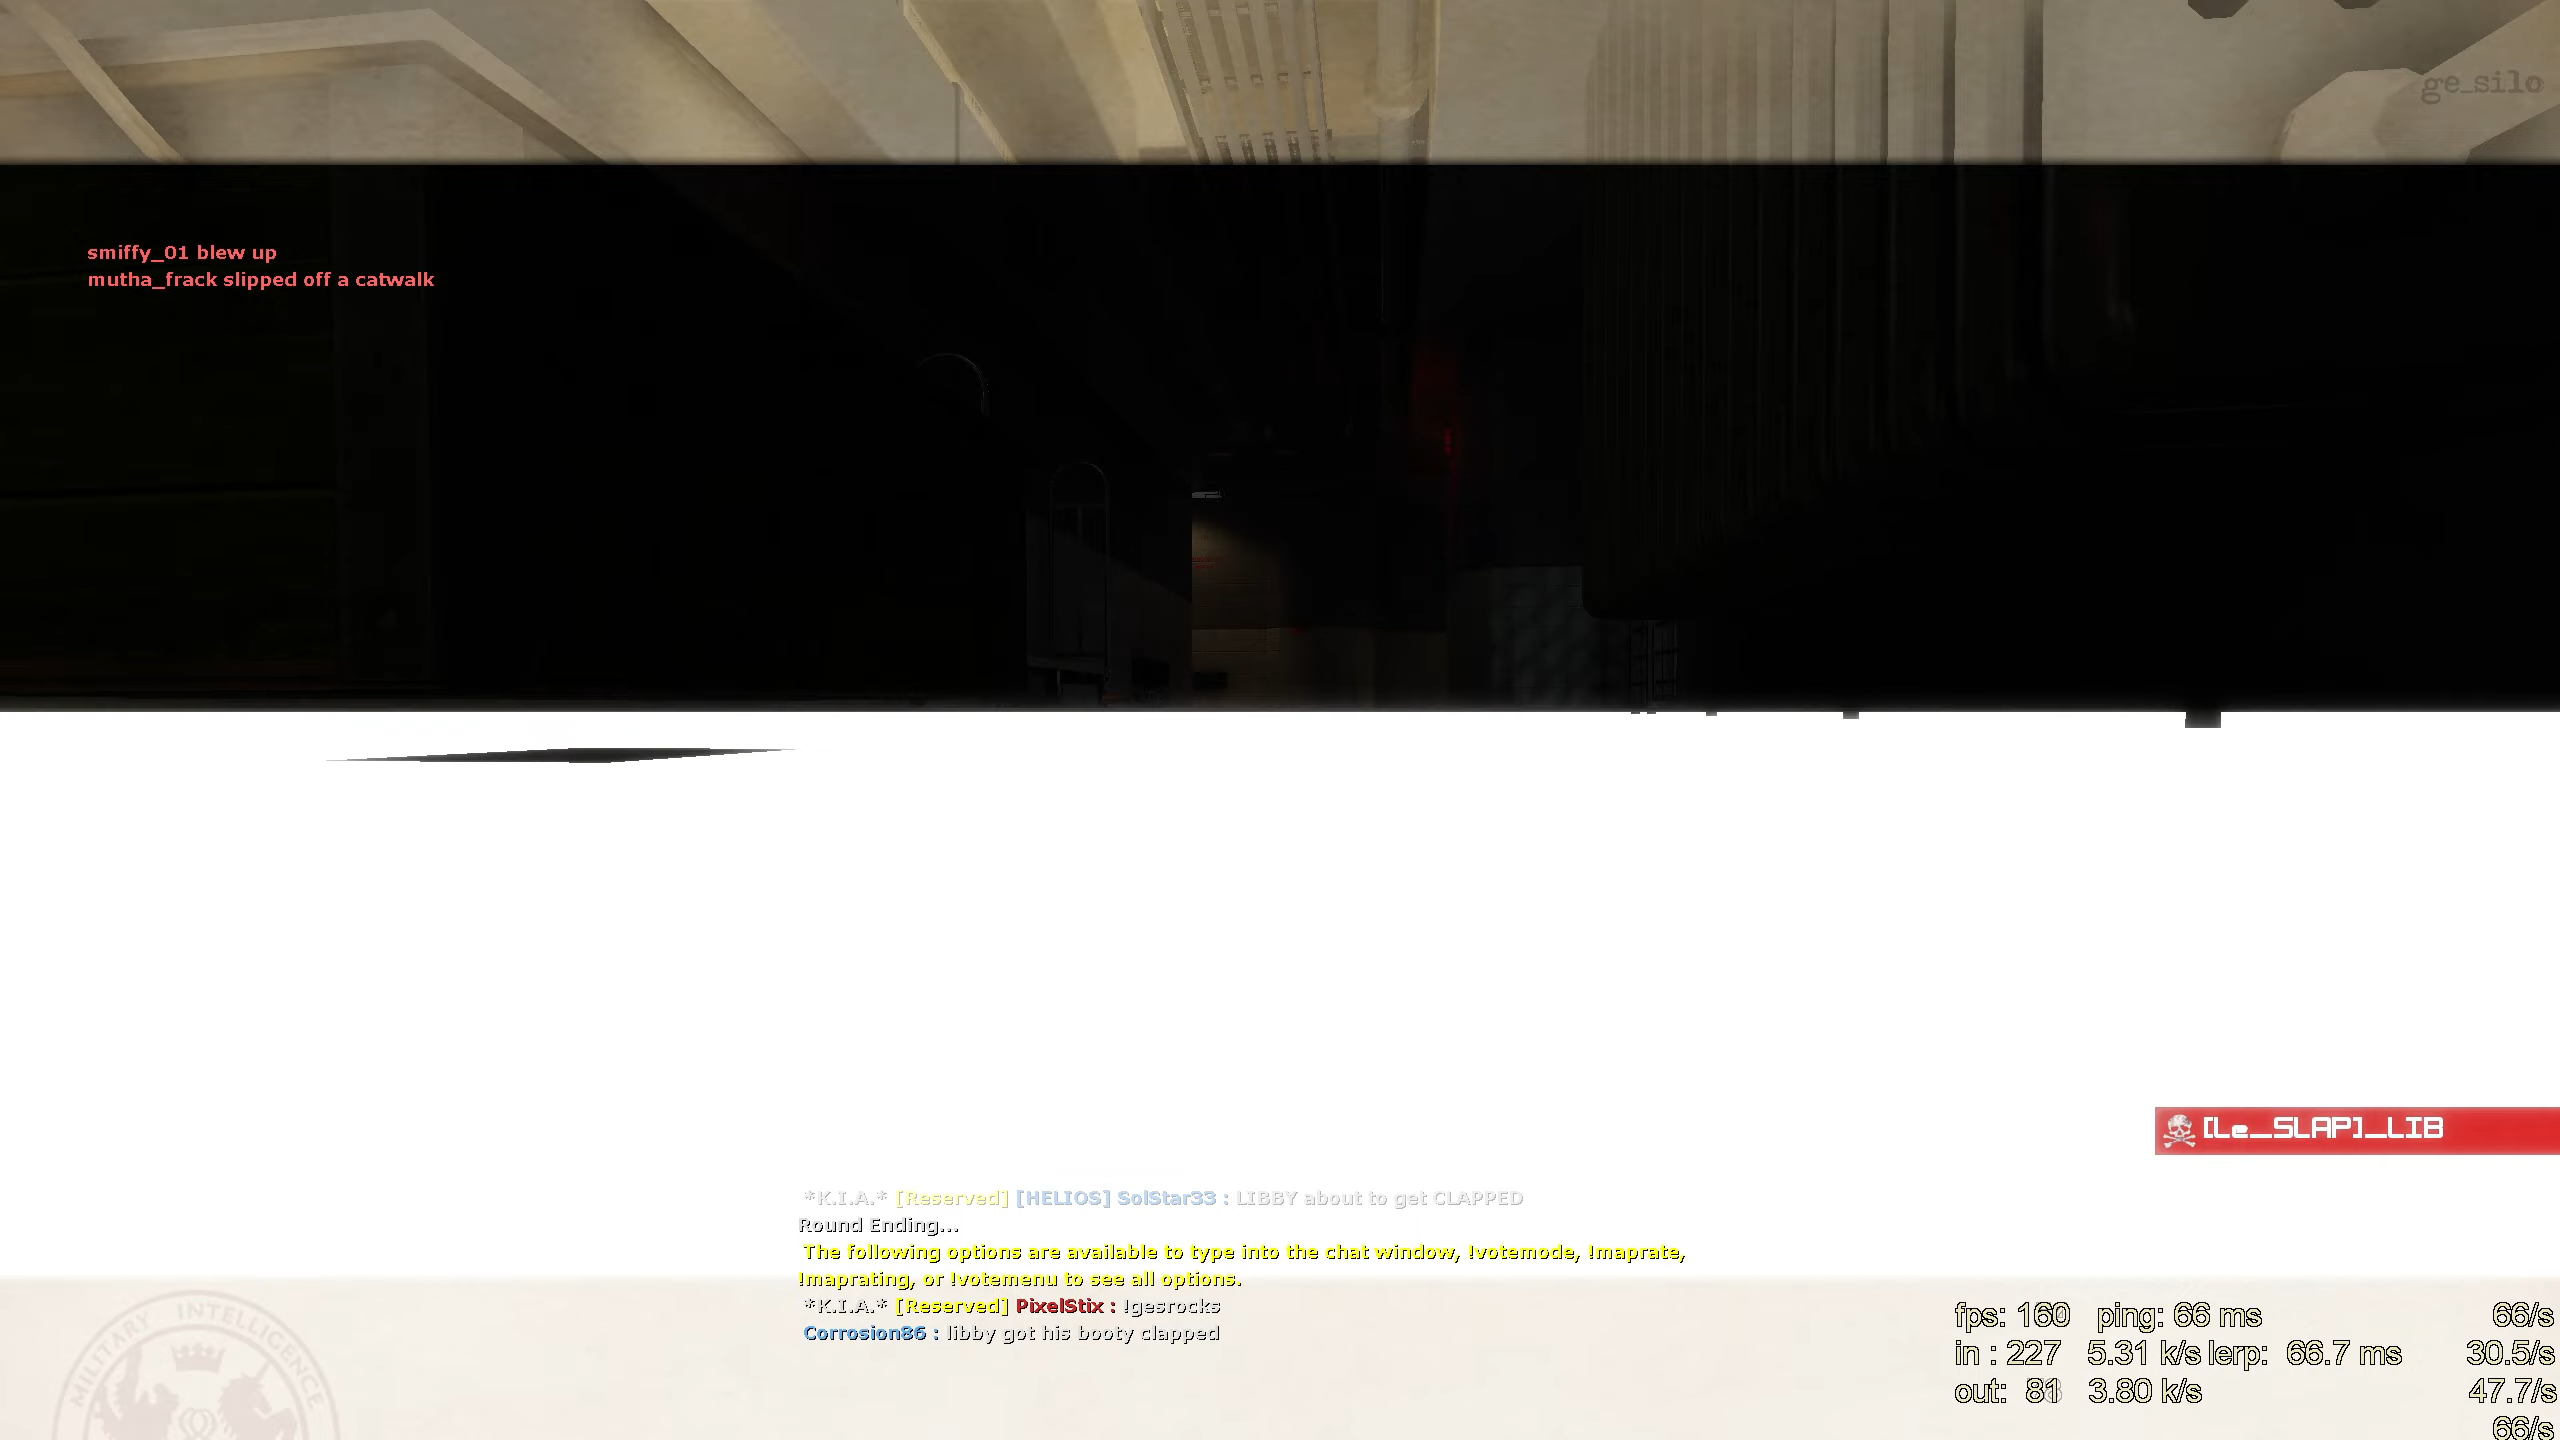 ge_silo
smiffy_01 blew up
mutha_frack slipped off a catwalk
[Le_SLAP]_LIB
*K.I.A.* [Reserved] [HELIOS] SolStar33 : LIBBY about to get CLAPPED
Round Ending...
The following options are available to type into the chat window, !votemode, !maprate,
!maprating, or !votemenu to see all options.
*K.I.A.* [Reserved] PixelStix : !gesrocks
Corrosion86 : libby got his booty clapped
MILITARY INTELLIGENCE
fps: 160 ping: 66 ms 66/s
in : 227 5.31 k/s lerp: 66.7 ms 30.5/s
out: 3.80 k/s 47.7/s
66/s